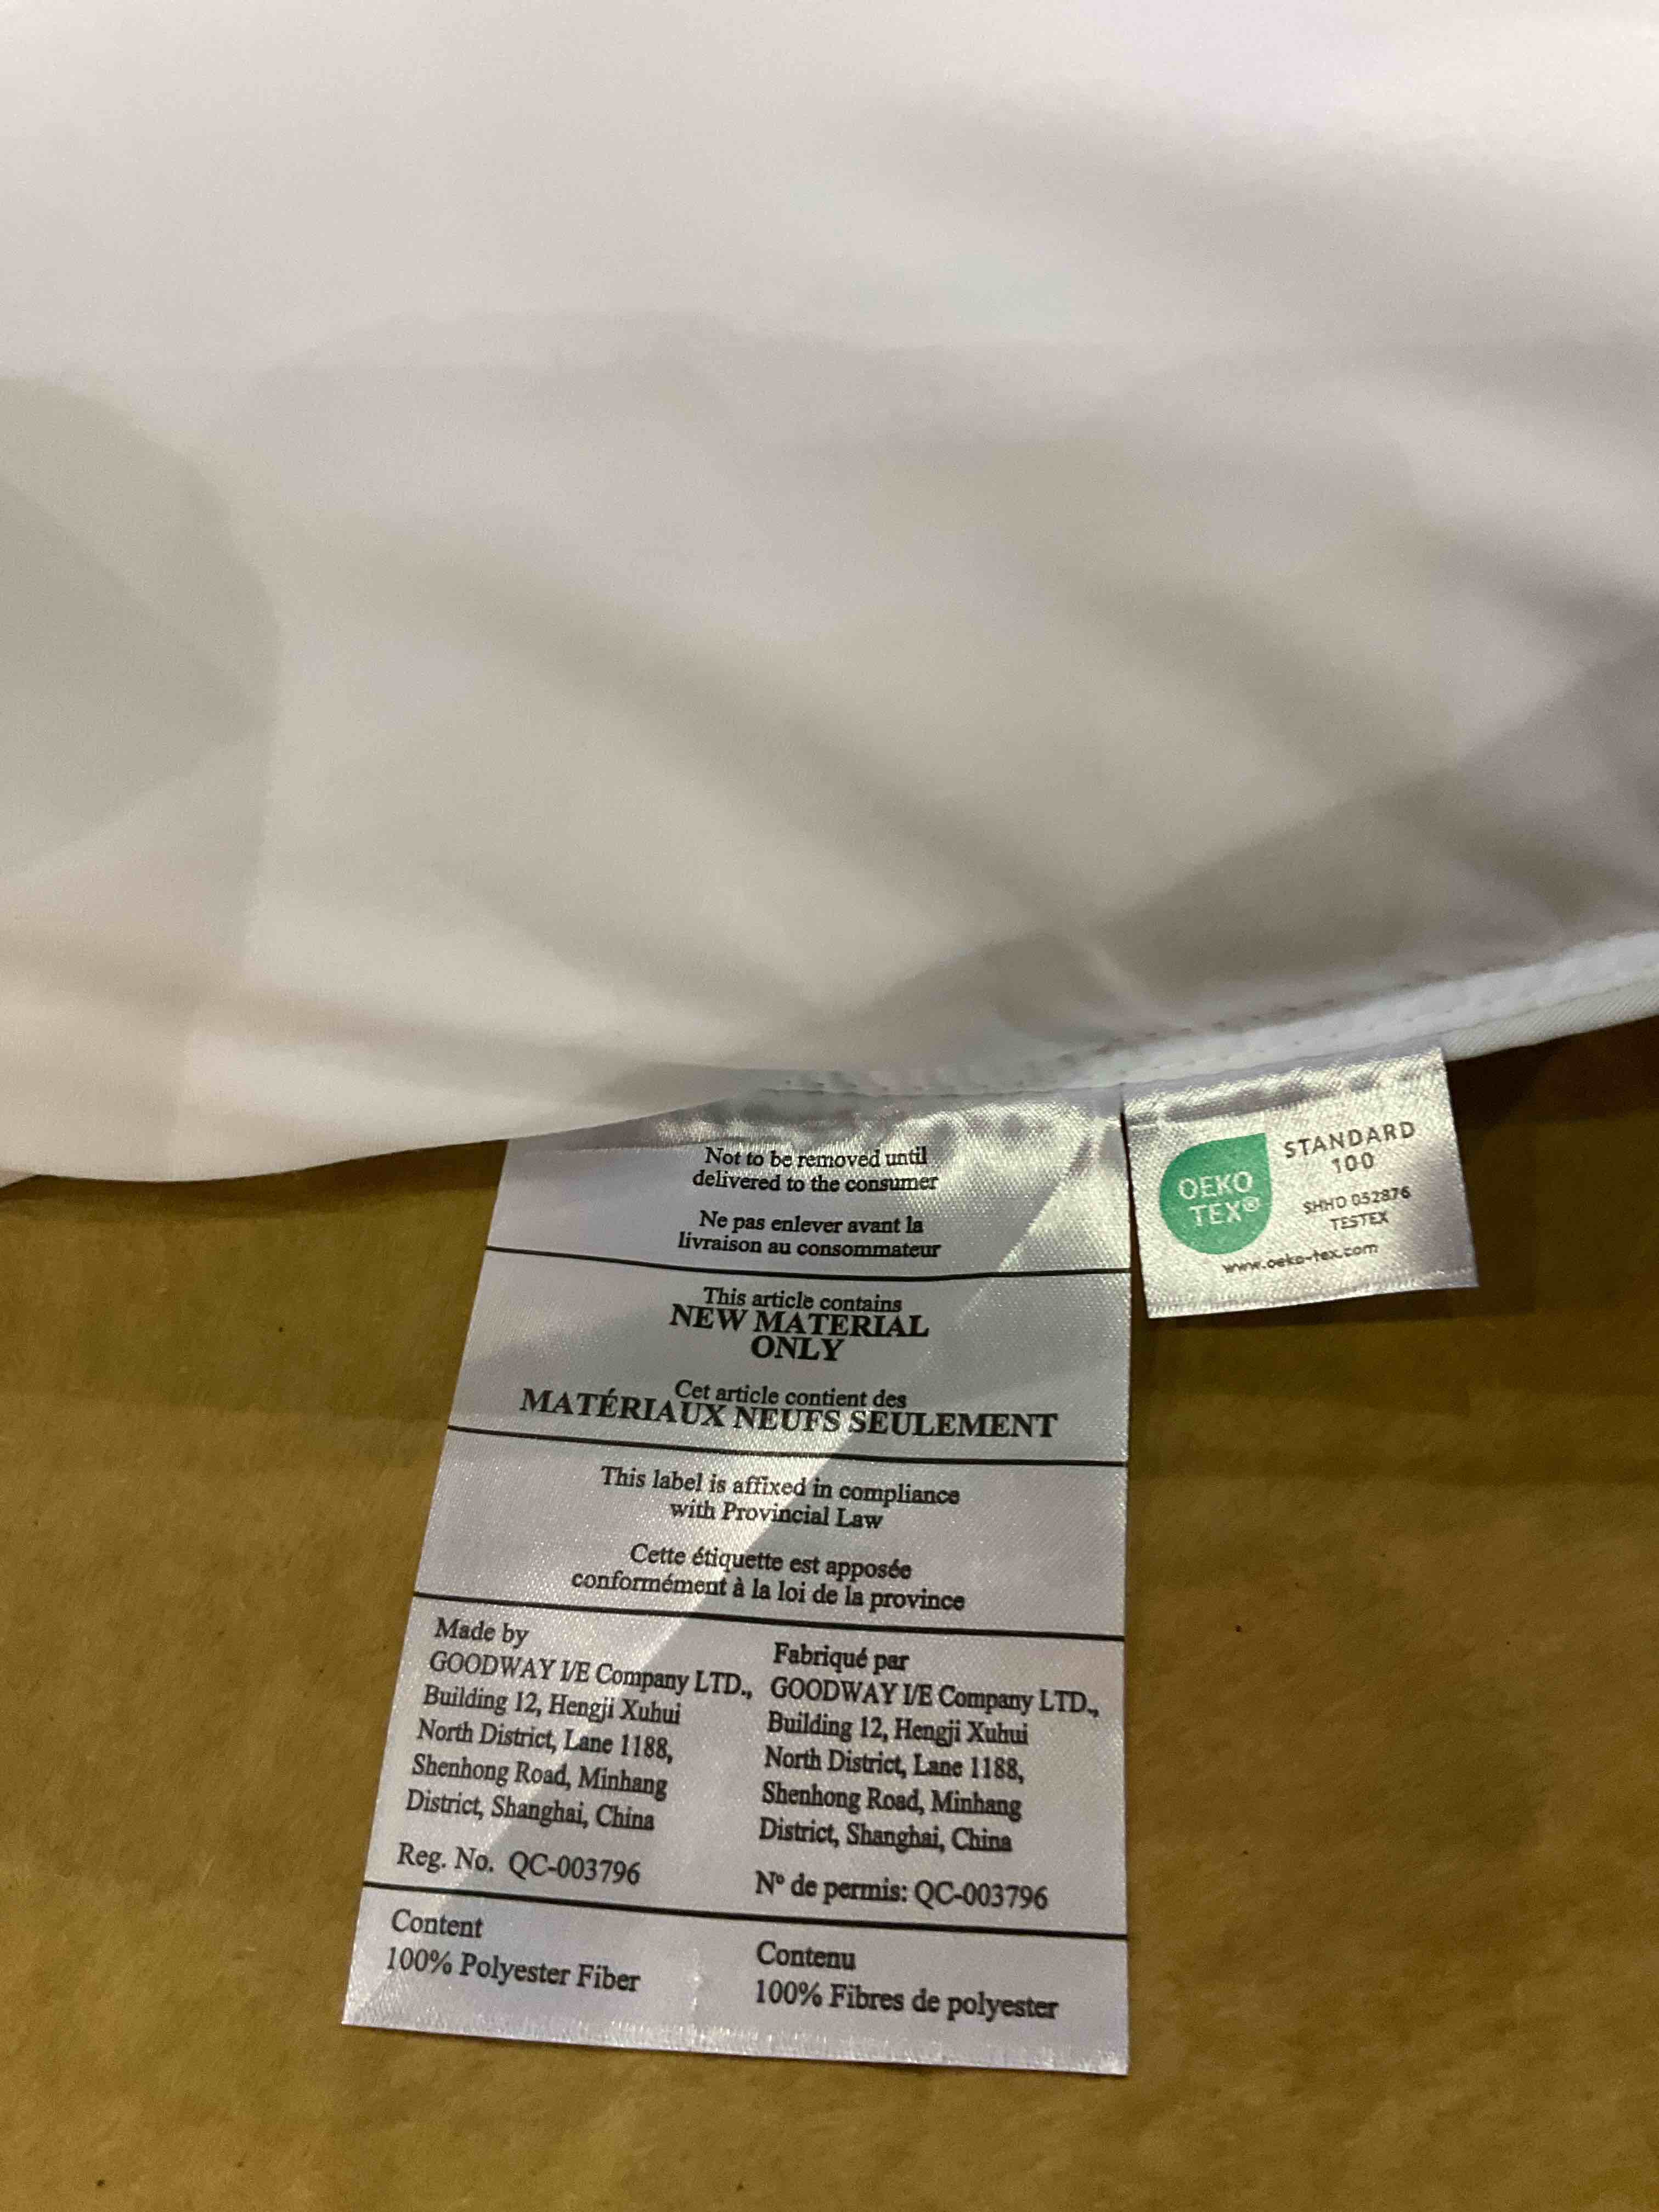 Not to be removed until
delivered to the consumer
Ne pas enlever avant la
livraison au consommateur
This article contains
NEW MATERIAL
ONLY
Cet article contient des
MATÉRIAUX NEUFS SEULEMENT
This label is affixed in compliance
with Provincial Law
Cette étiquette est apposée
conformément à la loi de la province
Made by
GOODWAY I/E Company LTD.,
Building 12, Hengji Xuhui
North District, Lane 1188,
Shenhong Road, Minhang
District, Shanghai, China
Reg. No. QC-003796
Fabriqué par
GOODWAY I/E Company LTD.,
Building 12, Hengji Xuhui
North District, Lane 1188,
Shenhong Road, Minhang
District, Shanghai, China
Nº de permis: QC-003796
Content
100% Polyester Fiber
Contenu
100% Fibres de polyester
OEKO
TEX®
STANDARD
100
SHHO 052876
TESTEX
www.oeko-tex.com